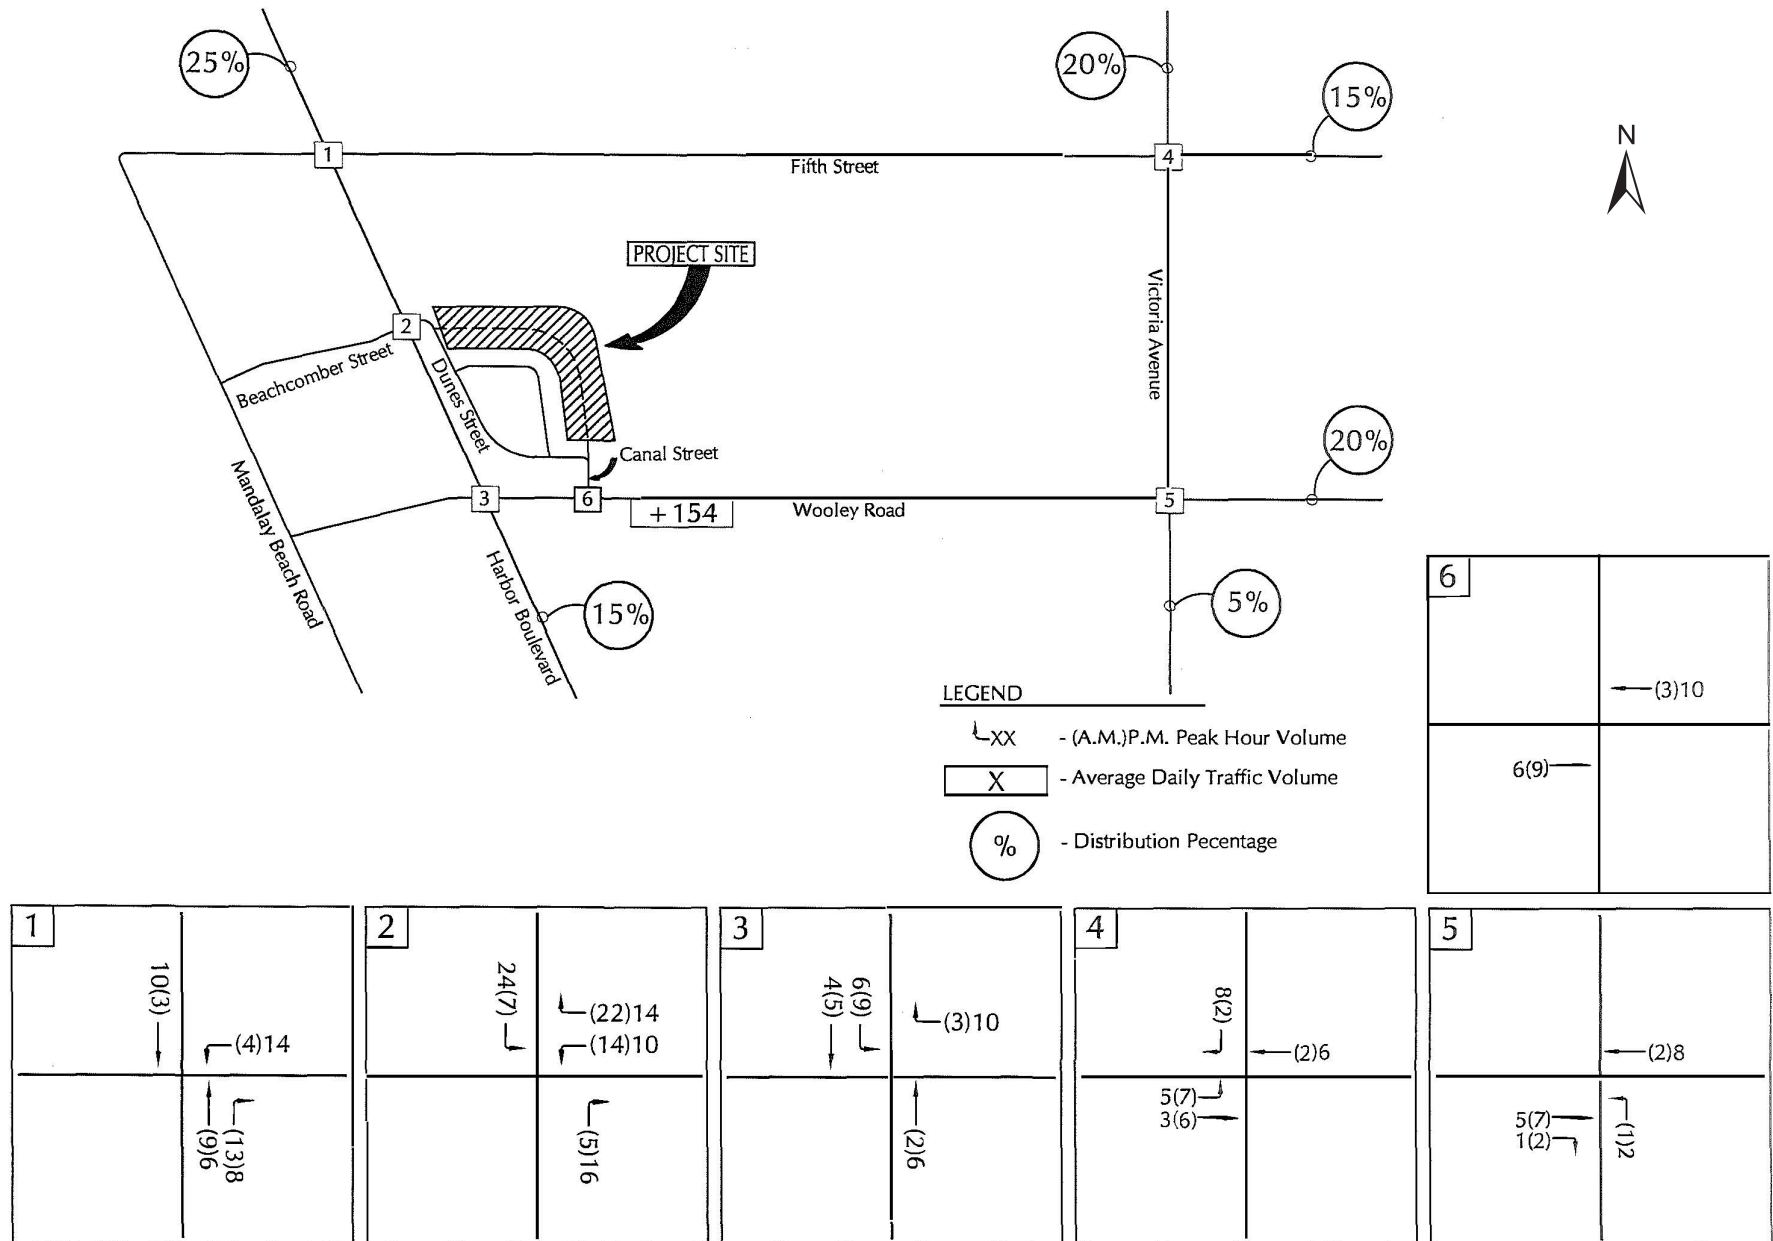 25%
20%
15%
N
1
4
Fifth Street
PROJECT SITE
Victoria Avenue
2
Beachcomber Street
Dunes Street
20%
Canal Street
Mandalay Beach Road
3
6
+154
Wooley Road
5
Harbor Boulevard
15%
5%
LEGEND
XX - (A.M.)P.M. Peak Hour Volume
X - Average Daily Traffic Volume
% - Distribution Pecentage
6
(3)10
6(9)
1
10(3)
(4)14
(9)6
(13)8
2
24(7)
(22)14
(14)10
(5)16
3
4(5)
6(9)
(3)10
(2)6
4
8(2)
(2)6
5(7)
3(6)
5
(2)8
5(7)
1(2)
(1)2